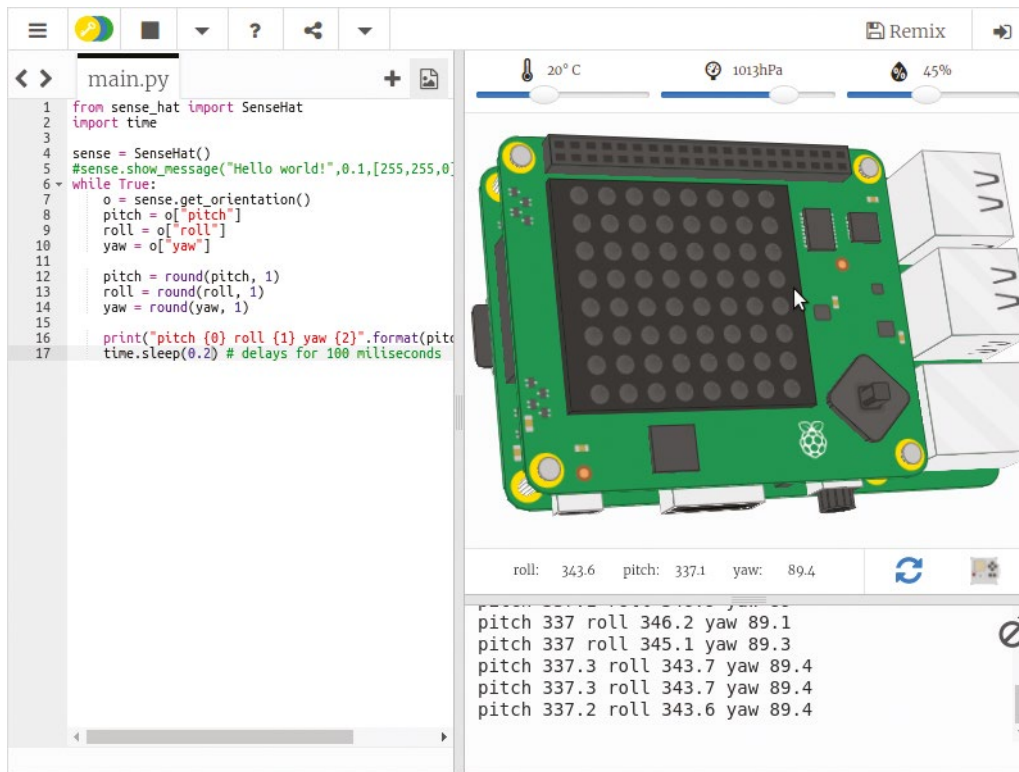 ? Remix
main.py
20° C 1013hPa 45%
1 from sense_hat import SenseHat
2 import time
3
4 sense = SenseHat()
5 #sense.show_message("Hello world!",0.1,[255,255,0]
6 while True:
7 o = sense.get_orientation()
8 pitch = o["pitch"]
9 roll = o["roll"]
10 yaw = o["yaw"]
11
12 pitch = round(pitch, 1)
13 roll = round(roll, 1)
14 yaw = round(yaw, 1)
15
16 print("pitch {0} roll {1} yaw {2}".format(pitc
17 time.sleep(0.2) # delays for 100 miliseconds
roll: 343.6 pitch: 337.1 yaw: 89.4
pitch 337 roll 346.2 yaw 89.1
pitch 337 roll 345.1 yaw 89.3
pitch 337.3 roll 343.7 yaw 89.4
pitch 337.3 roll 343.7 yaw 89.4
pitch 337.2 roll 343.6 yaw 89.4